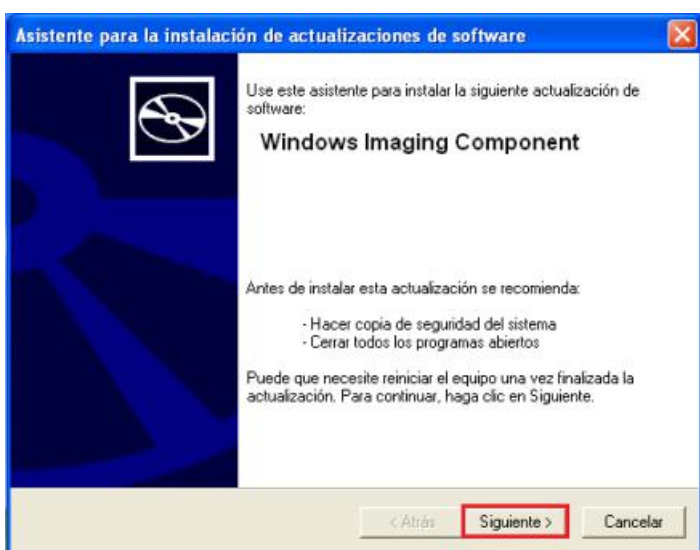 Asistente para la instalación de actualizaciones de software
Use este asistente para instalar la siguiente actualización de
software:
Windows Imaging Component
Antes de instalar esta actualización se recomienda:
- Hacer copia de seguridad del sistema
- Cerrar todos los programas abiertos
Puede que necesite reiniciar el equipo una vez finalizada la
actualización. Para continuar, haga clic en Siguiente.
< Atrás Siguiente > Cancelar